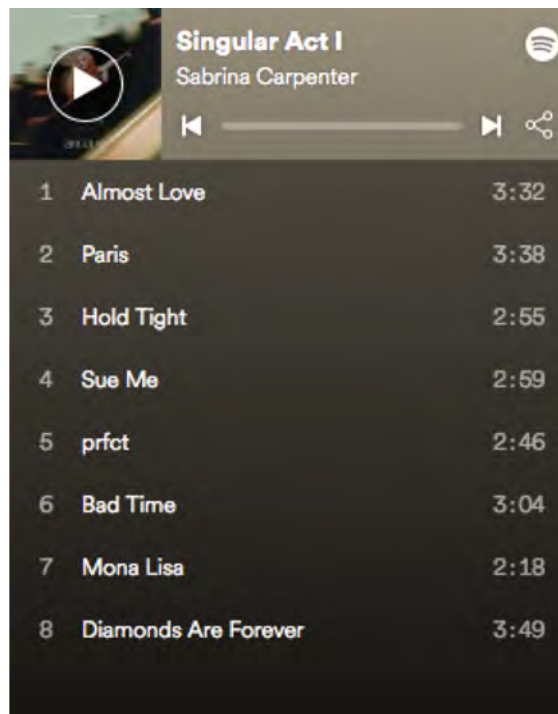 Singular Act I
Sabrina Carpenter
1 Almost Love 3:32
2 Paris 3:38
3 Hold Tight 2:55
4 Sue Me 2:59
5 prfct 2:46
6 Bad Time 3:04
7 Mona Lisa 2:18
8 Diamonds Are Forever 3:49